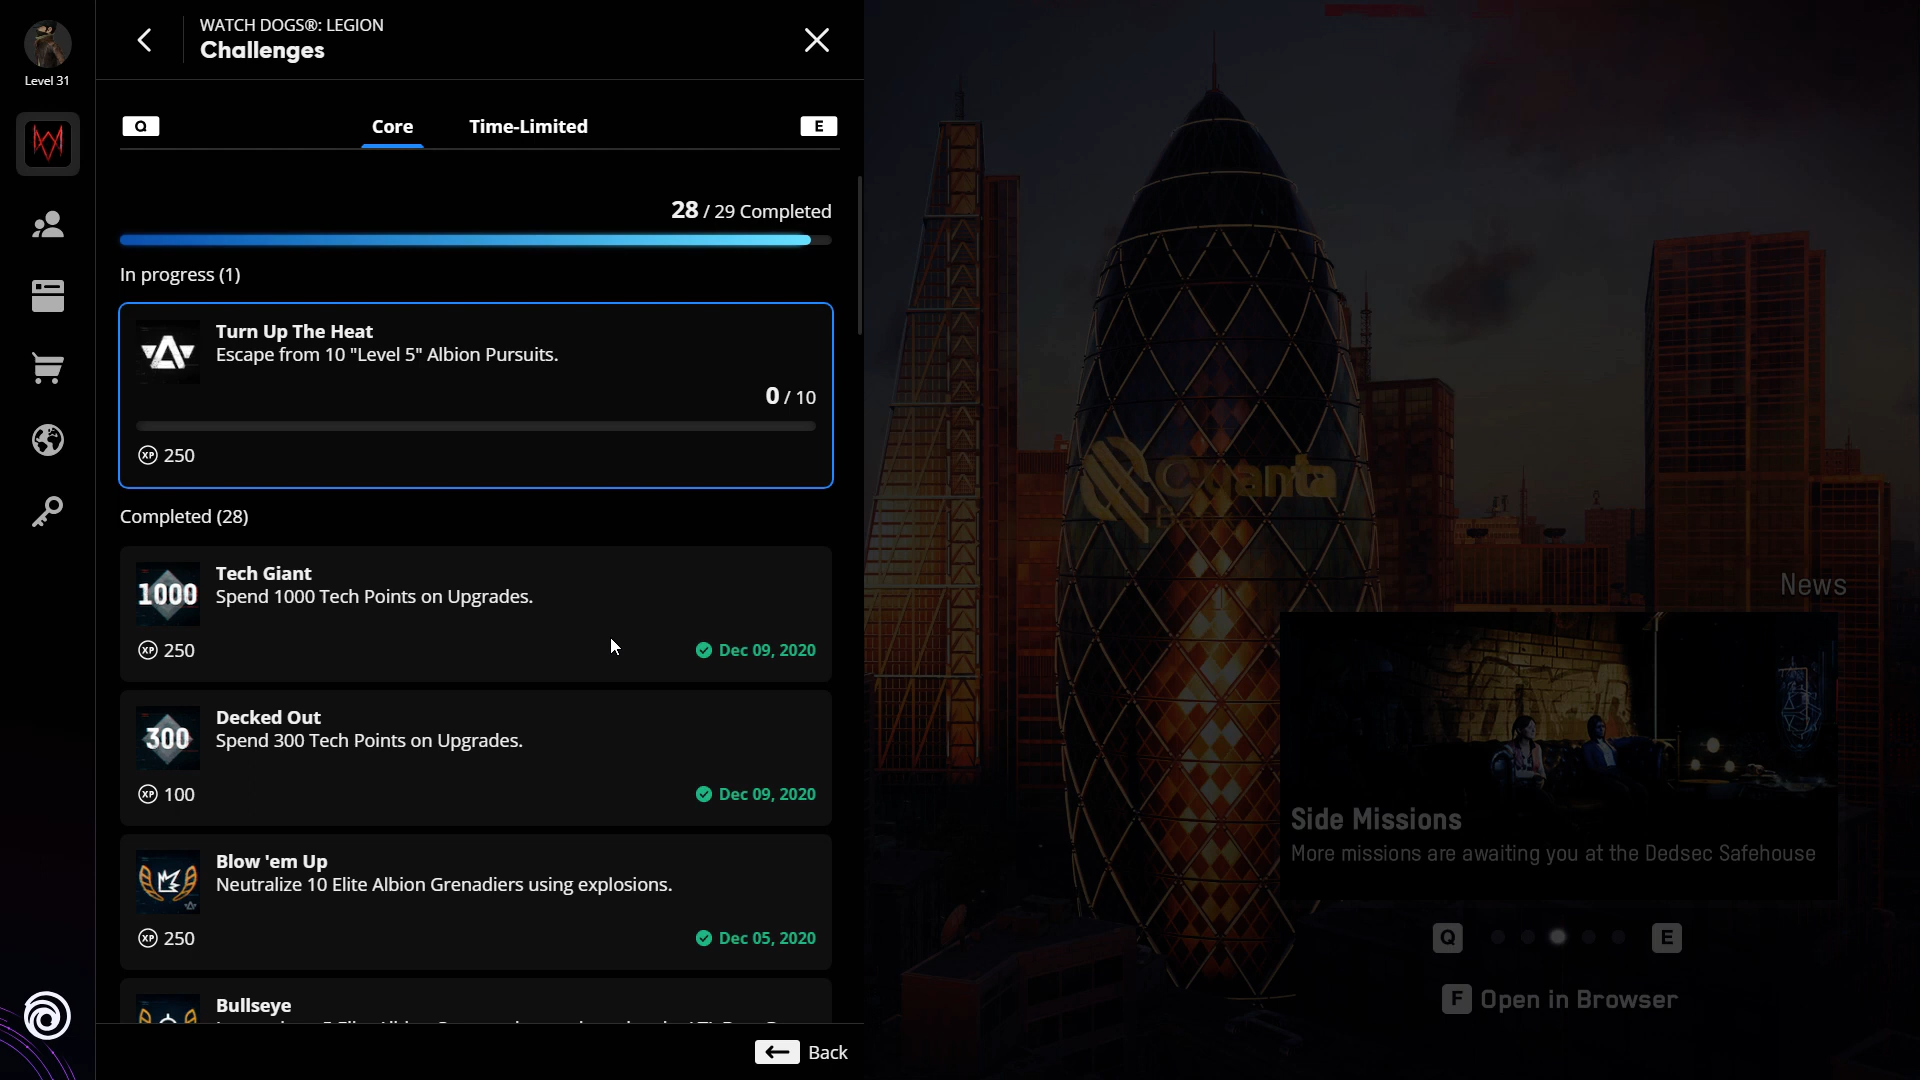 WATCH DOGS®: LEGION
Challenges
Level 31
Q
Core
Time-Limited
E
28 / 29 Completed
In progress (1)
Turn Up The Heat
Escape from 10 "Level 5" Albion Pursuits.
0 / 10
XP 250
Completed (28)
1000
Tech Giant
Spend 1000 Tech Points on Upgrades.
XP 250
Dec 09, 2020
300
Decked Out
Spend 300 Tech Points on Upgrades.
XP 100
Dec 09, 2020
Blow 'em Up
Neutralize 10 Elite Albion Grenadiers using explosions.
XP 250
Dec 05, 2020
Bullseye
Back
News
Side Missions
More missions are awaiting you at the Dedsec Safehouse
Q
E
F Open in Browser